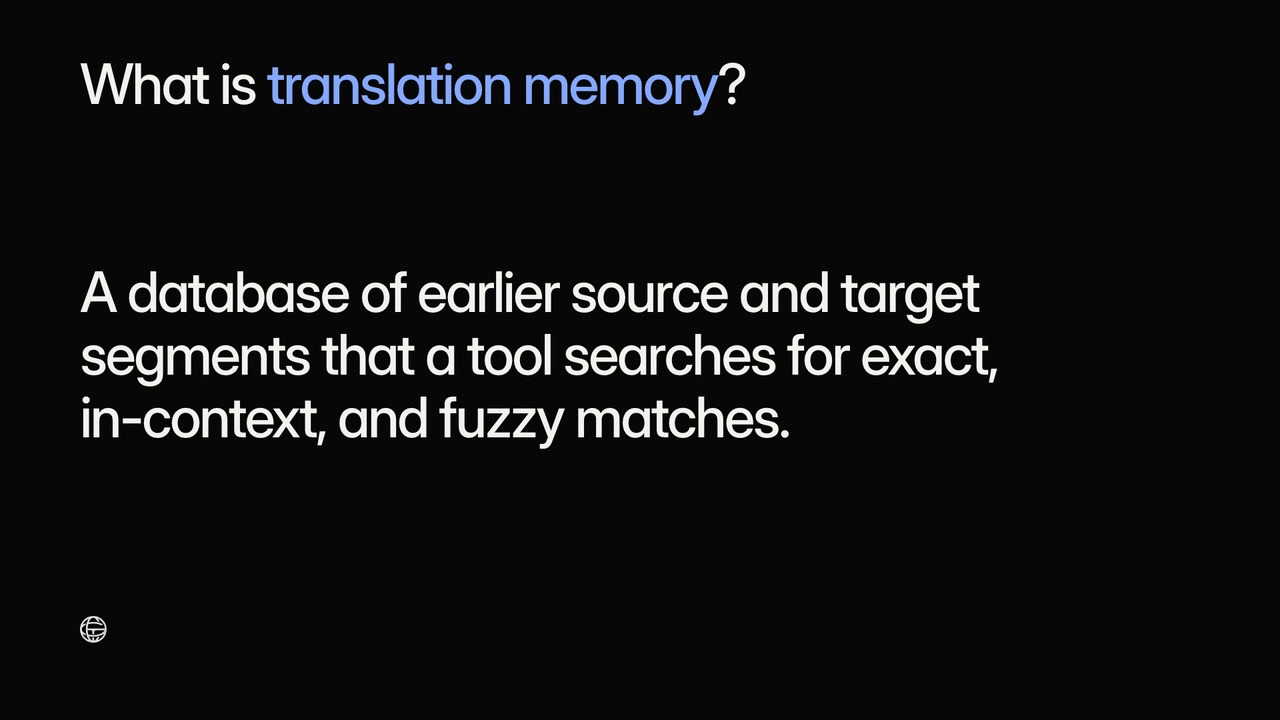 What is translation memory?
A database of earlier source and target
segments that a tool searches for exact,
in-context, and fuzzy matches.